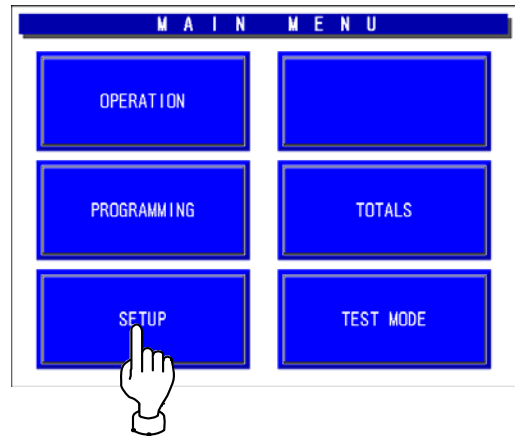 MAIN MENU
OPERATION
PROGRAMMING
TOTALS
SETUP
TEST MODE